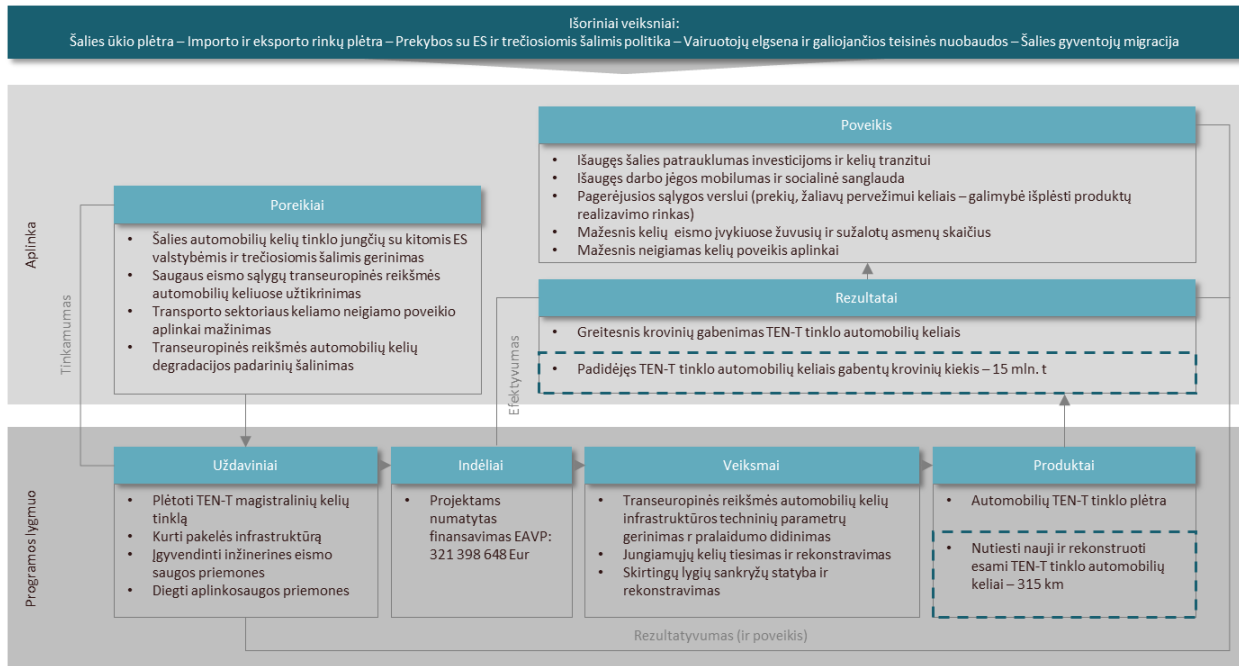 Išoriniai veiksniai:
Šalies ūkio plėtra – Importo ir eksporto rinkų plėtra – Prekybos su ES ir trečiosiomis šalimis politika – Vairuotojų elgsena ir galiojančios teisinės nuobaudos – Šalies gyventojų migracija
Aplinka
Tinkamumas
Poreikiai
• Šalies automobilių kelių tinklo jungčių su kitomis ES
valstybėmis ir trečiosiomis šalimis gerinimas
• Saugaus eismo sąlygų transeuropinės reikšmės
automobilių keliuose užtikrinimas
• Transporto sektoriaus keliamo neigiamo poveikio
aplinkai mažinimas
• Transeuropinės reikšmės automobilių kelių
degradacijos padarinių šalinimas
Poveikis
• Išaugęs šalies patrauklumas investicijoms ir kelių tranzitui
• Išaugęs darbo jėgos mobilumas ir socialinė sanglauda
• Pagerėjusios sąlygos verslui (prekių, žaliavų pervežimui keliais – galimybė išplėsti produktų
realizavimo rinkas)
• Mažesnis kelių eismo įvykiuose žuvusių ir sužalotų asmenų skaičius
• Mažesnis neigiamas kelių poveikis aplinkai
Efektyvumas
Rezultatai
• Greitesnis krovinių gabenimas TEN-T tinklo automobilių keliais
• Padidėjęs TEN-T tinklo automobilių keliais gabentų krovinių kiekis – 15 mln. t
Programos lygmuo
Uždaviniai
• Plėtoti TEN-T magistralinių kelių
tinklą
• Kurti pakelės infrastruktūrą
• Įgyvendinti inžinerines eismo
saugos priemones
• Diegti aplinkosaugos priemones
Indėliai
• Projektams
numatytas
finansavimas EAVP:
321 398 648 Eur
Veiksmai
• Transeuropinės reikšmės automobilių kelių
infrastruktūros techninių parametrų
gerinimas r pralaidumo didinimas
• Jungiamųjų kelių tiesimas ir rekonstravimas
• Skirtingų lygių sankryžų statyba ir
rekonstravimas
Produktai
• Automobilių TEN-T tinklo plėtra
• Nutiesti nauji ir rekonstruoti
esami TEN-T tinklo automobilių
keliai – 315 km
Rezultatyvumas (ir poveikis)